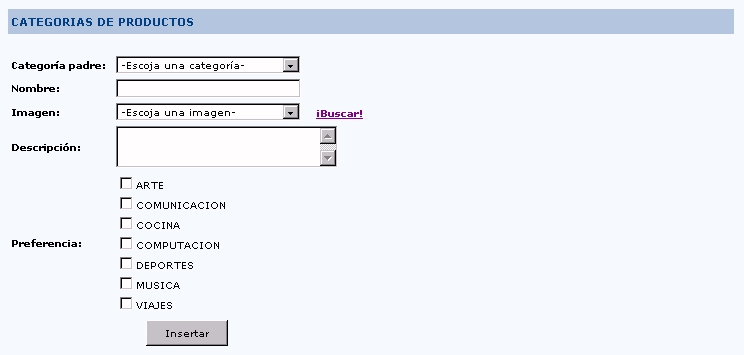 CATEGORIAS DE PRODUCTOS
Categoría padre: -Escoja una categoría-
Nombre:
Imagen: -Escoja una imagen- ¡Buscar!
Descripción:
Preferencia:
ARTE
COMUNICACION
COCINA
COMPUTACION
DEPORTES
MUSICA
VIAJES
Insertar